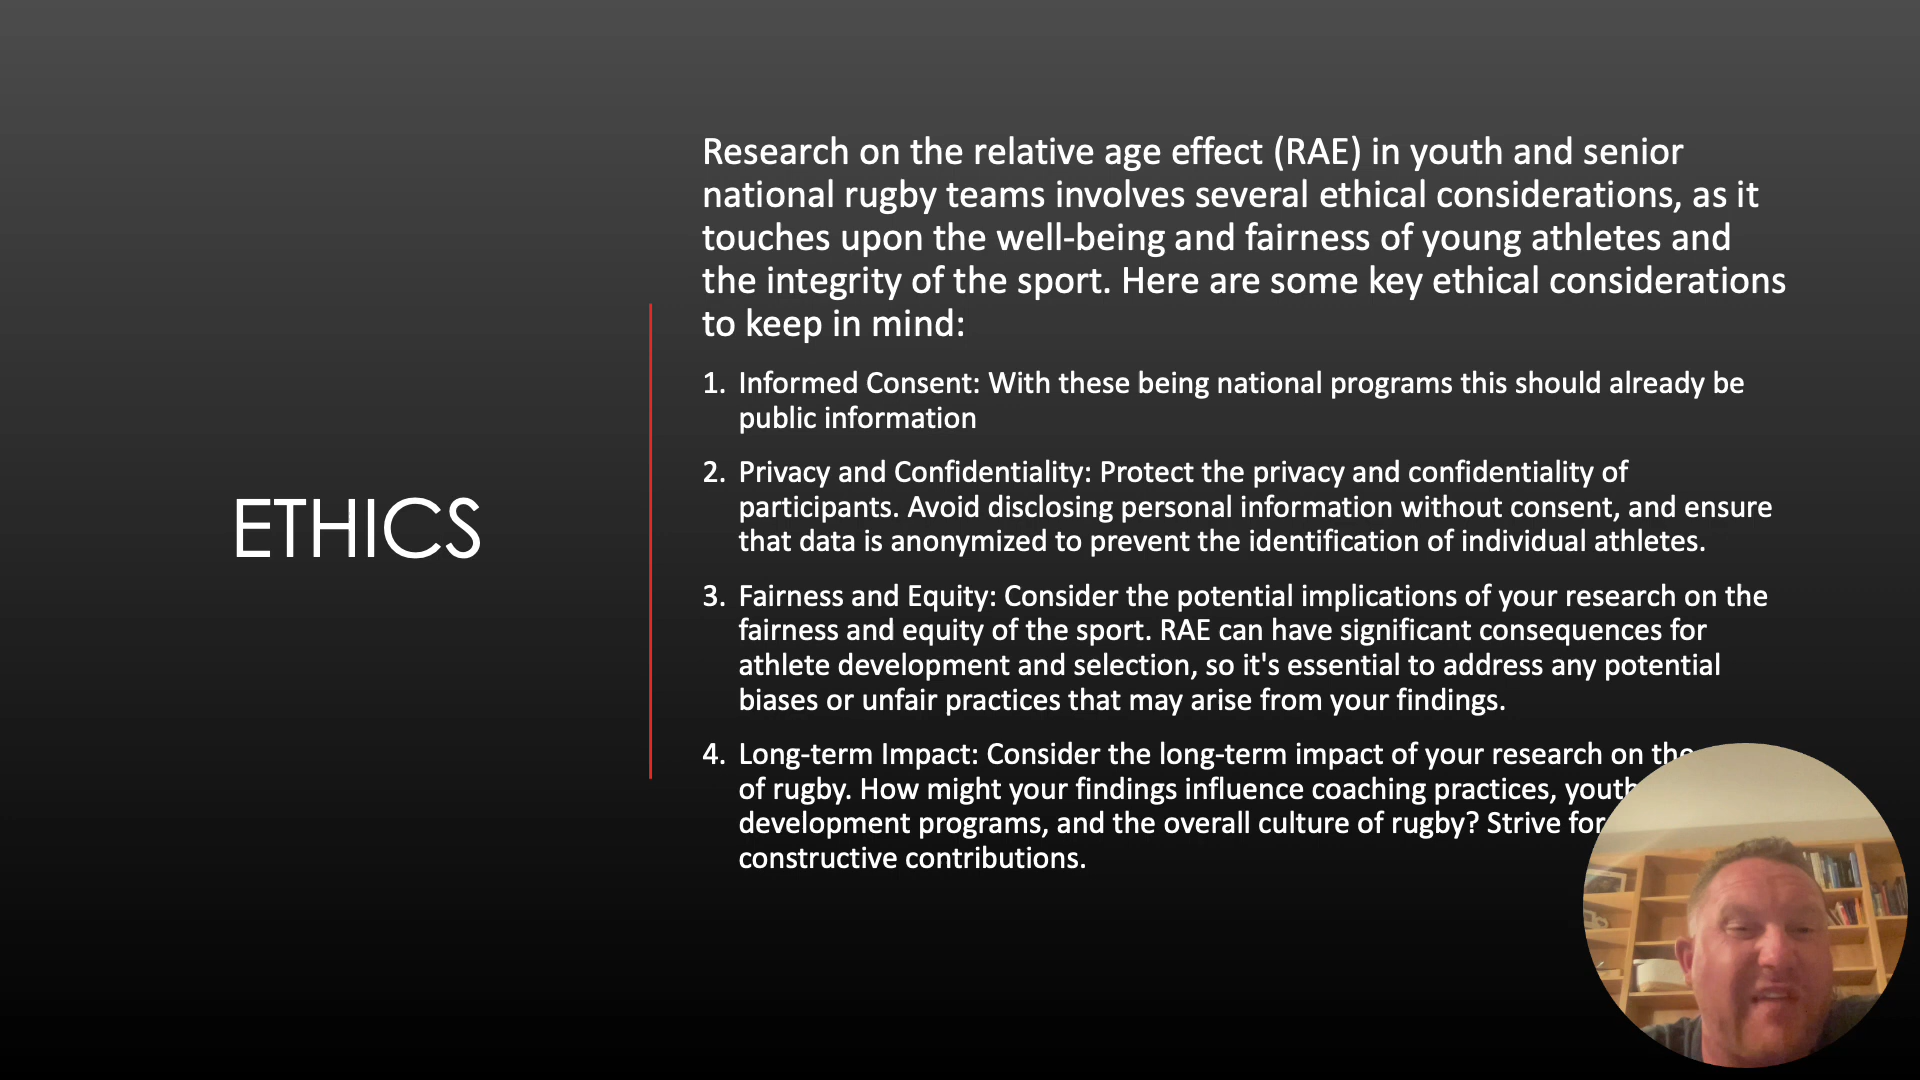 ETHICS
Research on the relative age effect (RAE) in youth and senior
national rugby teams involves several ethical considerations, as it
touches upon the well-being and fairness of young athletes and
the integrity of the sport. Here are some key ethical considerations
to keep in mind:
1. Informed Consent: With these being national programs this should already be
public information
2. Privacy and Confidentiality: Protect the privacy and confidentiality of
participants. Avoid disclosing personal information without consent, and ensure
that data is anonymized to prevent the identification of individual athletes.
3. Fairness and Equity: Consider the potential implications of your research on the
fairness and equity of the sport. RAE can have significant consequences for
athlete development and selection, so it's essential to address any potential
biases or unfair practices that may arise from your findings.
4. Long-term Impact: Consider the long-term impact of your research on the
of rugby. How might your findings influence coaching practices, youth
development programs, and the overall culture of rugby? Strive for
constructive contributions.